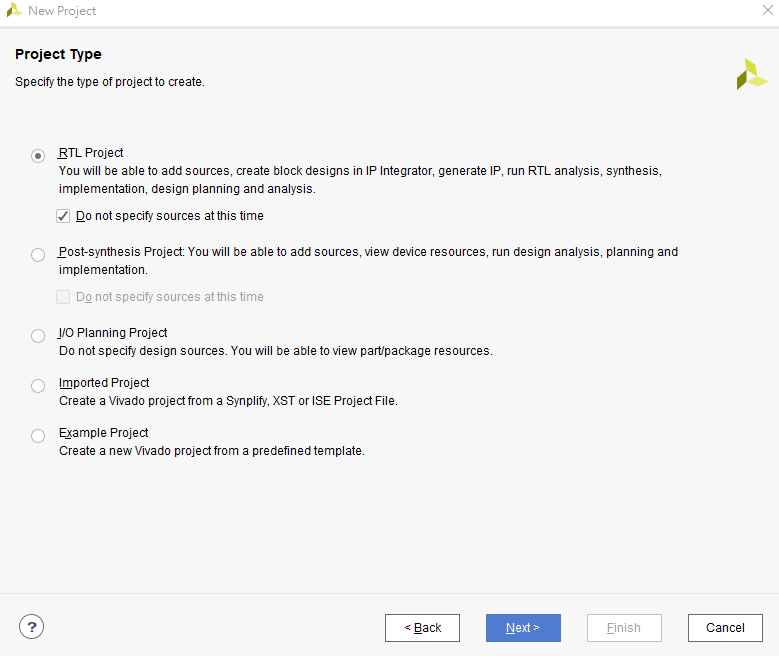 New Project
Project Type
Specify the type of project to create.
RTL Project
You will be able to add sources, create block designs in IP Integrator, generate IP, run RTL analysis, synthesis,
implementation, design planning and analysis.
Do not specify sources at this time
Post-synthesis Project: You will be able to add sources, view device resources, run design analysis, planning and
implementation.
Do not specify sources at this time
I/O Planning Project
Do not specify design sources. You will be able to view part/package resources.
Imported Project
Create a Vivado project from a Synplify, XST or ISE Project File.
Example Project
Create a new Vivado project from a predefined template.
?
< Back
Next >
Finish
Cancel